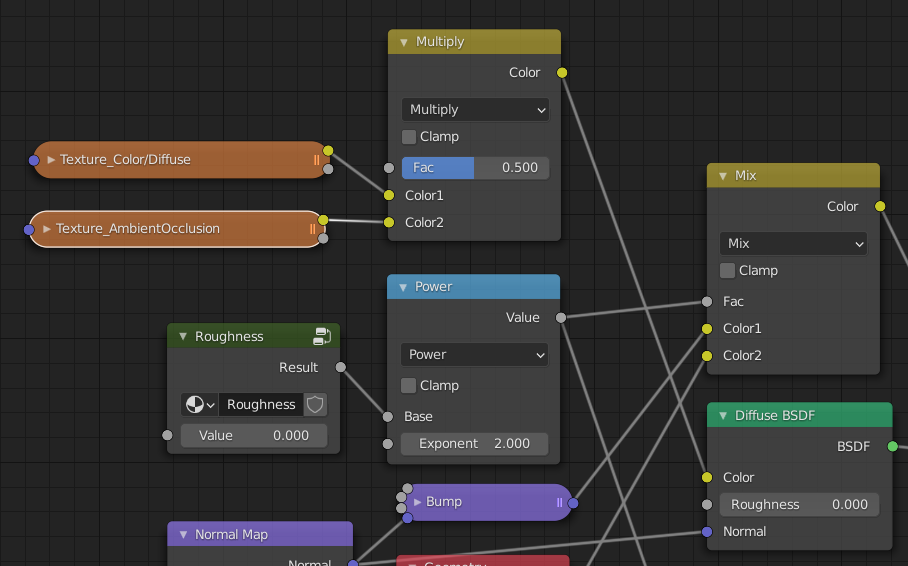 Multiply
Color
Multiply
Clamp
Fac 0.500
Color1
Color2
Texture_Color/Diffuse
Texture_AmbientOcclusion
Mix
Color
Mix
Clamp
Fac
Color1
Color2
Power
Value
Power
Clamp
Base
Exponent 2.000
Roughness
Result
Roughness
Value 0.000
Diffuse BSDF
BSDF
Color
Roughness 0.000
Normal
Bump
Normal Map
Normal
Geometry